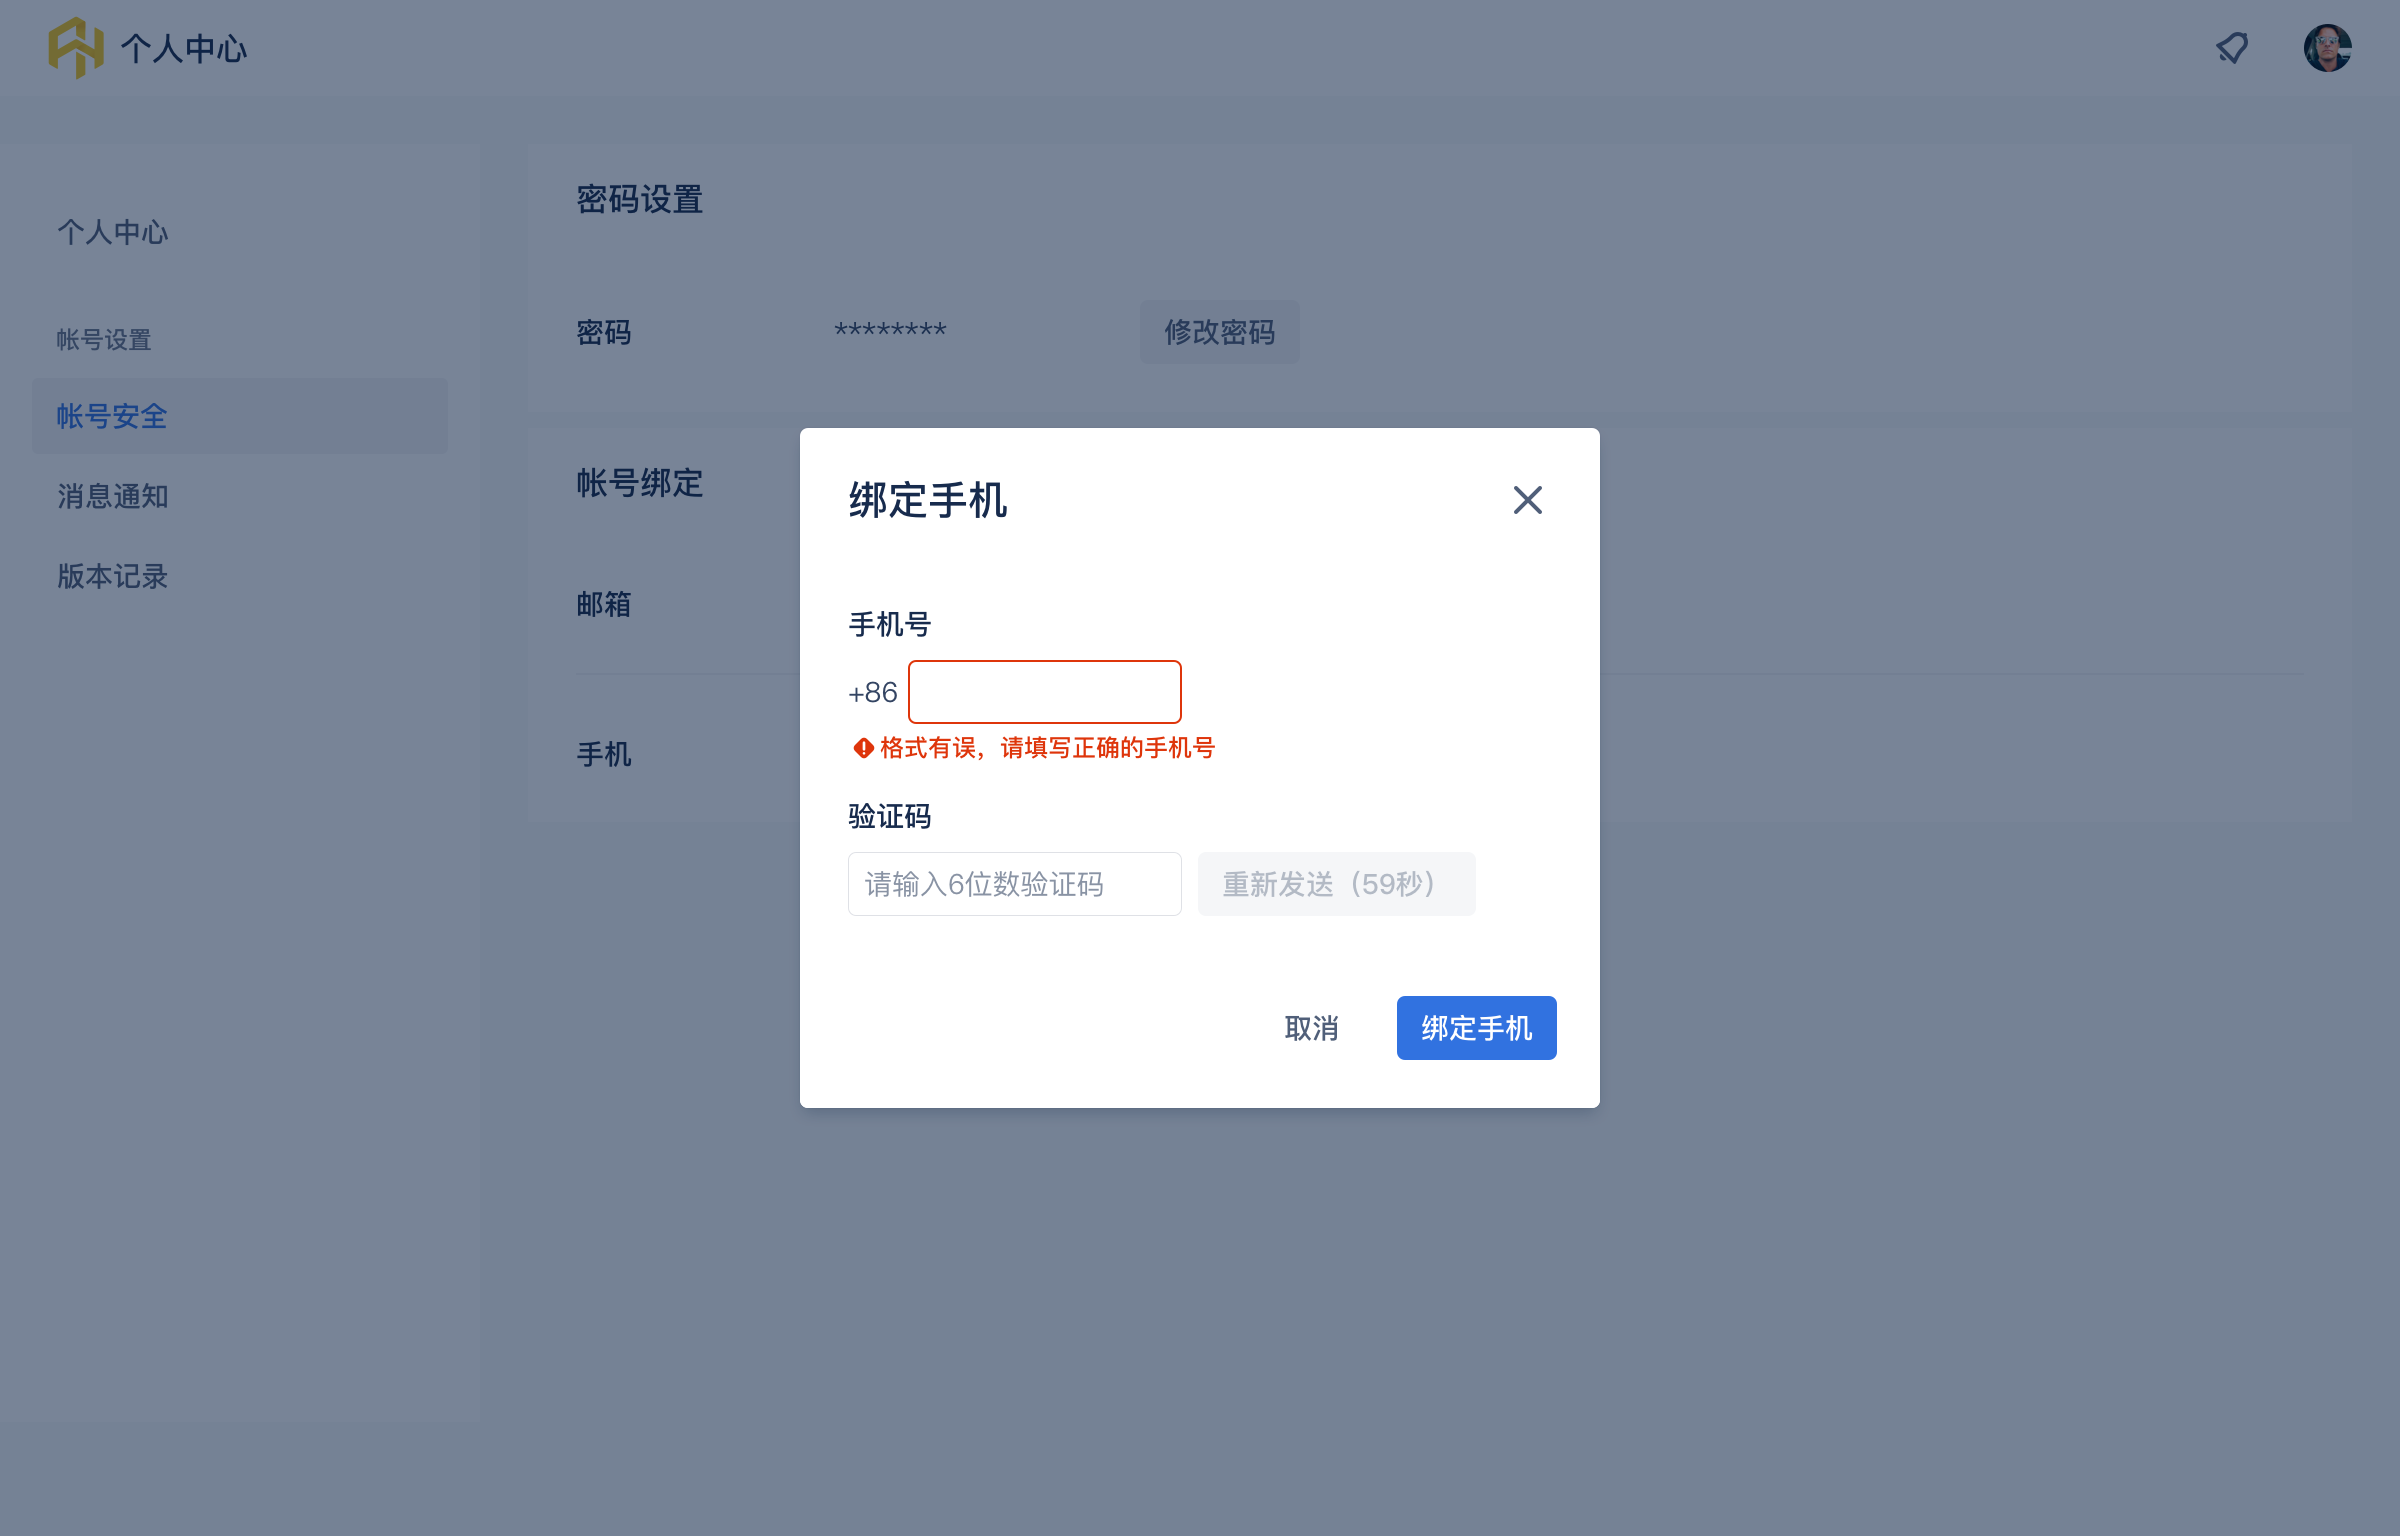 个人中心
个人中心
帐号设置
帐号安全
消息通知
版本记录
密码设置
密码 ******** 修改密码
帐号绑定
邮箱
手机
绑定手机
手机号
+86
格式有误，请填写正确的手机号
验证码
请输入6位数验证码 重新发送（59秒）
取消 绑定手机